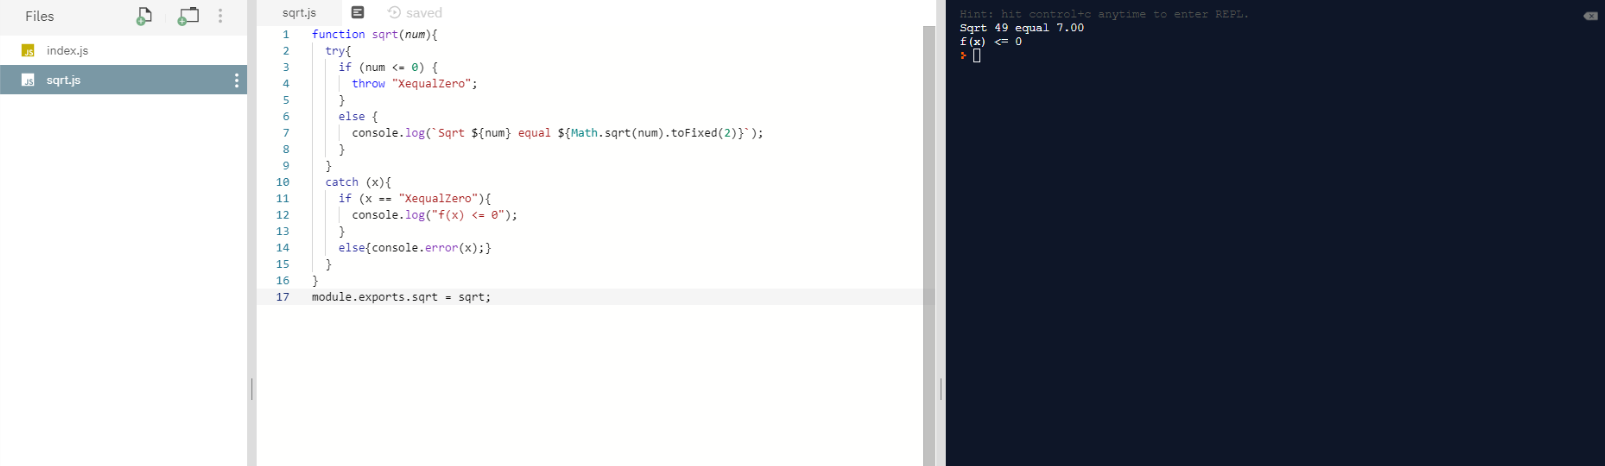 Files
JS index.js
JS sqrt.js
sqrt.js saved
1 function sqrt(num){
2 try{
3 if (num <= 0) {
4 throw "XequalZero";
5 }
6 else {
7 console.log(`Sqrt ${num} equal ${Math.sqrt(num).toFixed(2)}`);
8 }
9 }
10 catch (x){
11 if (x == "XequalZero"){
12 console.log("f(x) <= 0");
13 }
14 else{console.error(x);}
15 }
16 }
17 module.exports.sqrt = sqrt;
Hint: hit control+c anytime to enter REPL.
Sqrt 49 equal 7.00
f(x) <= 0